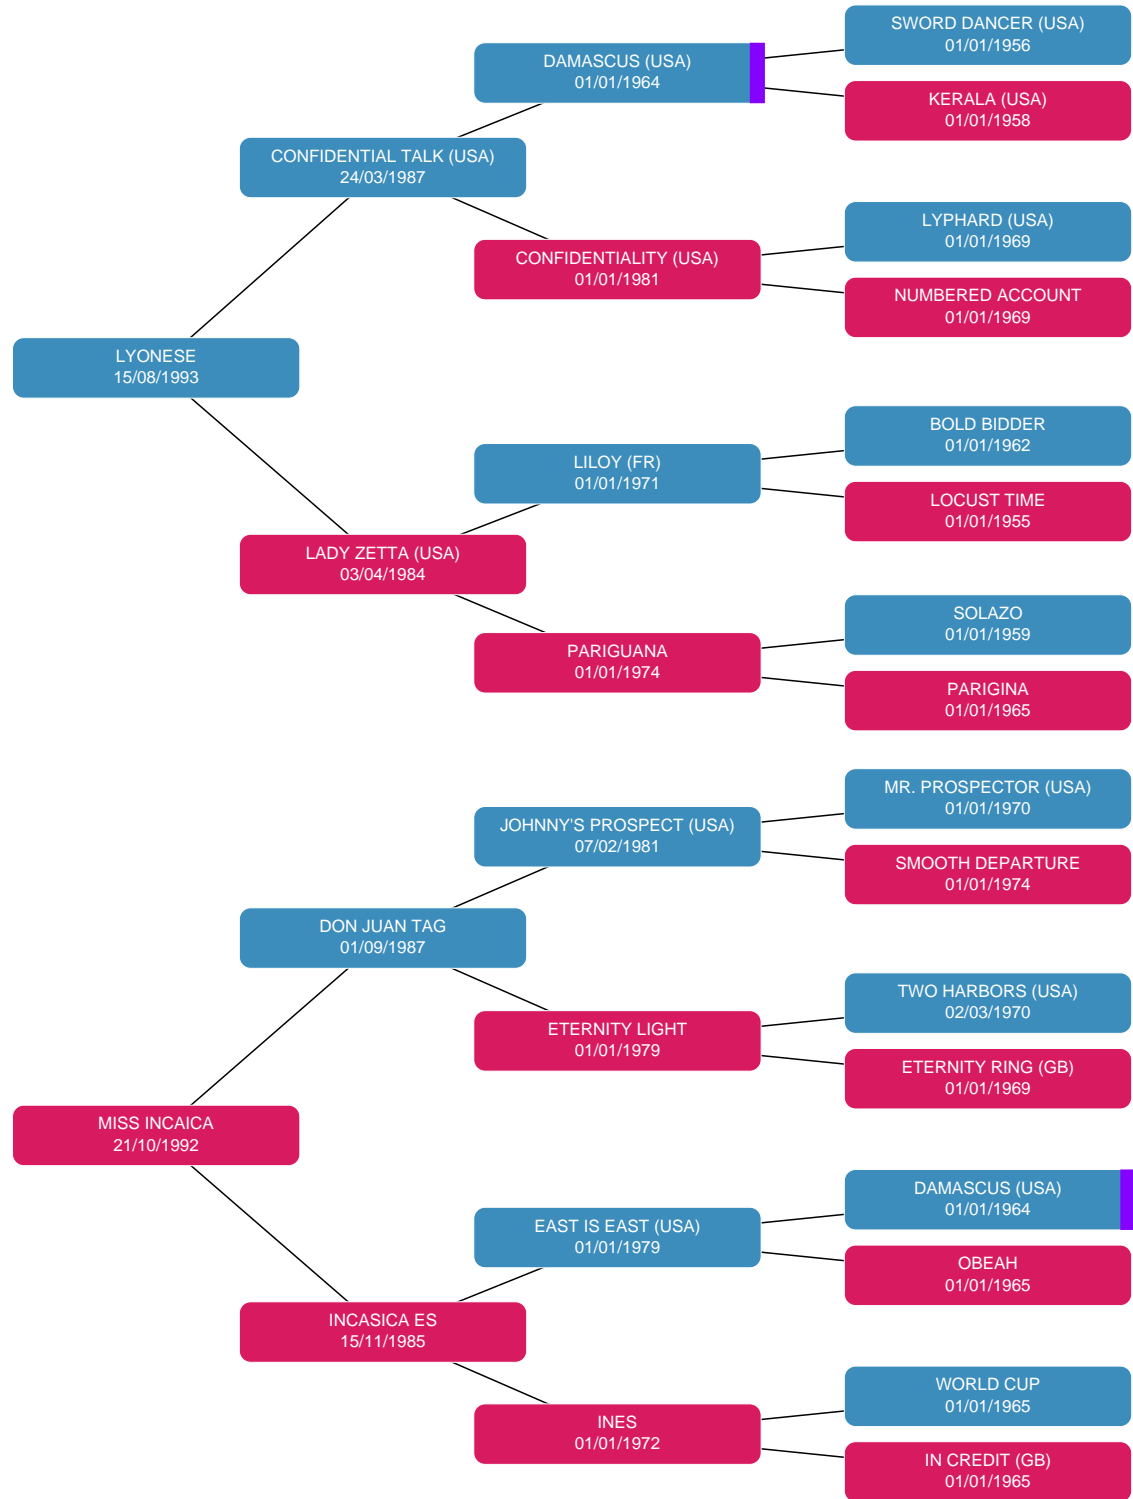 SWORD DANCER (USA)
01/01/1956
DAMASCUS (USA)
01/01/1964
KERALA (USA)
01/01/1958
CONFIDENTIAL TALK (USA)
24/03/1987
LYPHARD (USA)
01/01/1969
CONFIDENTIALITY (USA)
01/01/1981
NUMBERED ACCOUNT
01/01/1969
LYONESE
15/08/1993
BOLD BIDDER
01/01/1962
LILOY (FR)
01/01/1971
LOCUST TIME
01/01/1955
LADY ZETTA (USA)
03/04/1984
SOLAZO
01/01/1959
PARIGUANA
01/01/1974
PARIGINA
01/01/1965
MR. PROSPECTOR (USA)
01/01/1970
JOHNNY'S PROSPECT (USA)
07/02/1981
SMOOTH DEPARTURE
01/01/1974
DON JUAN TAG
01/09/1987
TWO HARBORS (USA)
02/03/1970
ETERNITY LIGHT
01/01/1979
ETERNITY RING (GB)
01/01/1969
MISS INCAICA
21/10/1992
DAMASCUS (USA)
01/01/1964
EAST IS EAST (USA)
01/01/1979
OBEAH
01/01/1965
INCASICA ES
15/11/1985
WORLD CUP
01/01/1965
INES
01/01/1972
IN CREDIT (GB)
01/01/1965